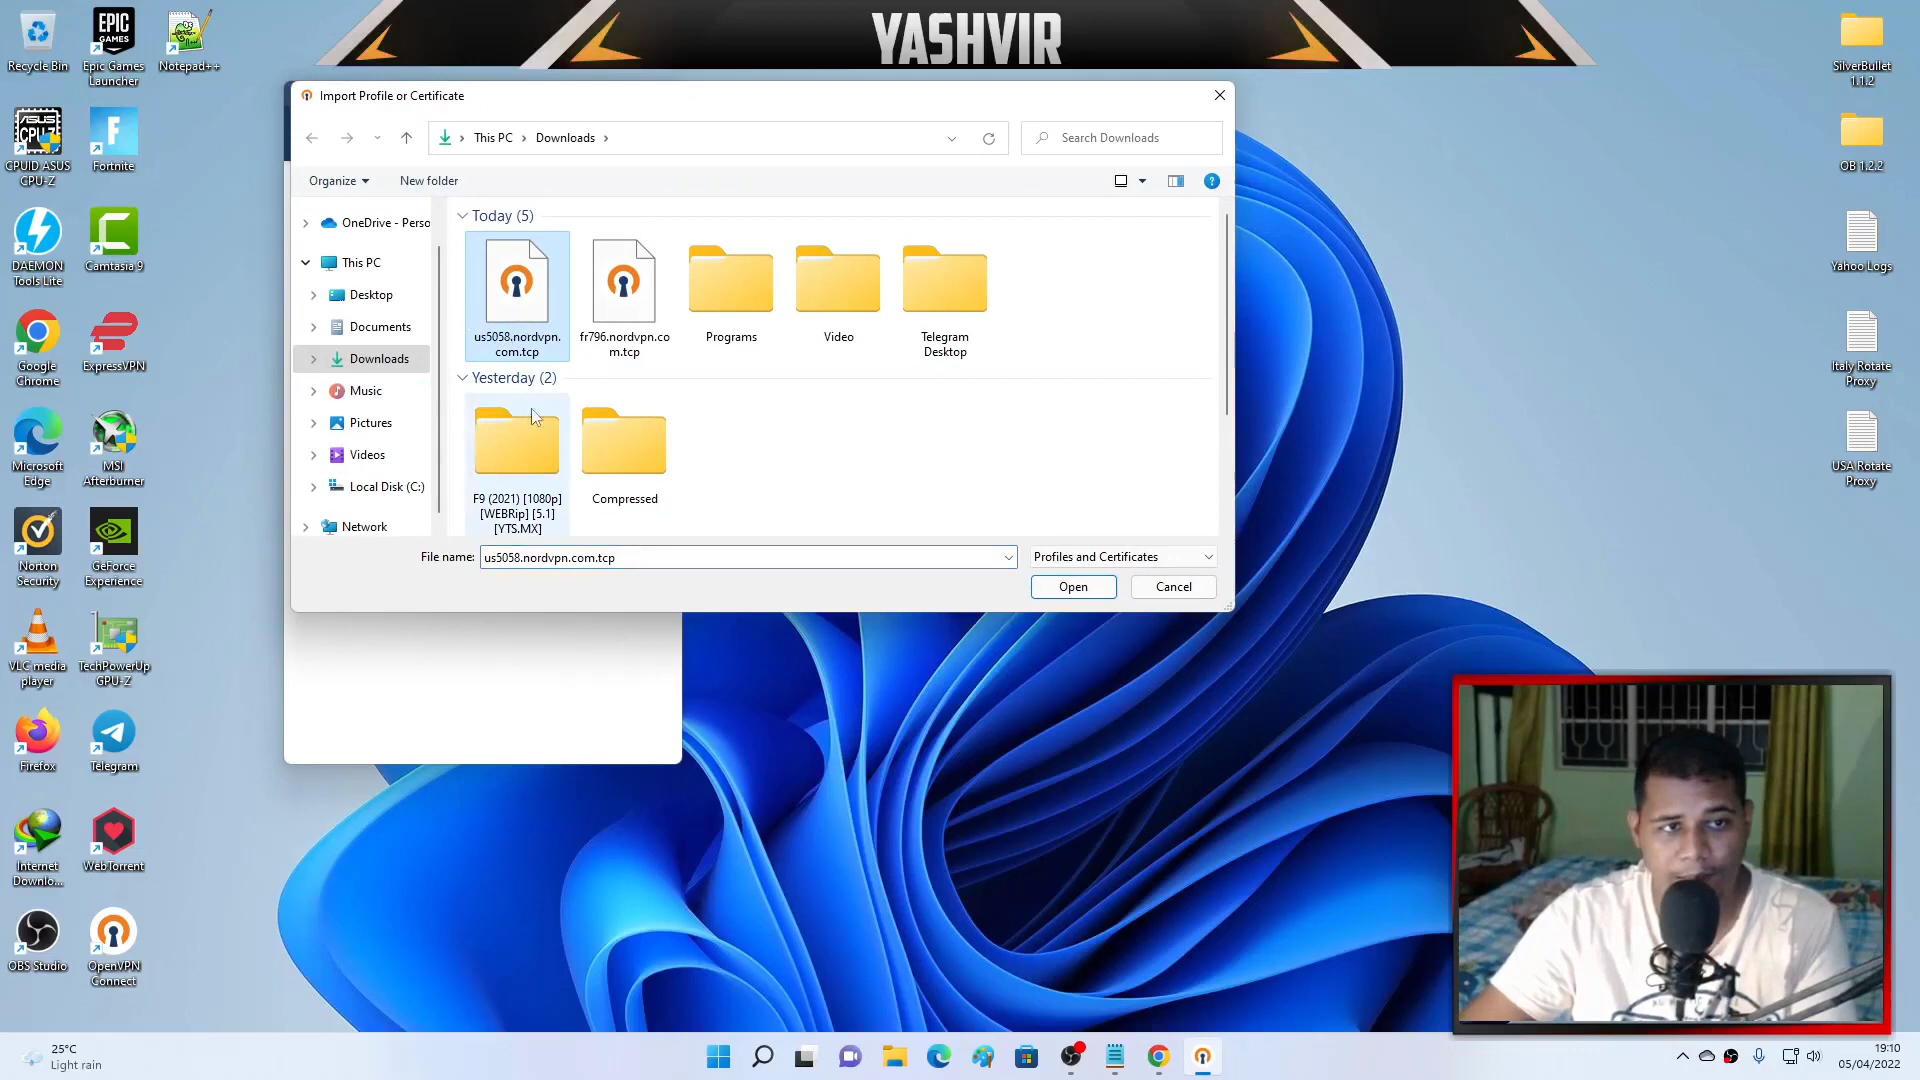 YASHVIR
Recycle Bin
Epic Games
Launcher
Notepad++
CPUID ASUS
CPU-Z
Fortnite
DAEMON
Tools Lite
Camtasia 9
Google
Chrome
ExpressVPN
Microsoft
Edge
MSI
Afterburner
Norton
Security
GeForce
Experience
VLC media
player
TechPowerUp
GPU-Z
Firefox
Telegram
Internet
Downlo...
WebTorrent
OBS Studio
OpenVPN
Connect
Import Profile or Certificate
This PC
Downloads
Search Downloads
Organize
New folder
OneDrive - Perso
This PC
Desktop
Documents
Downloads
Music
Pictures
Videos
Local Disk (C:)
Network
Today (5)
us5058.nordvpn.
com.tcp
fr796.nordvpn.co
m.tcp
Programs
Video
Telegram
Desktop
Yesterday (2)
F9 (2021) [1080p]
[WEBRip] [5.1]
[YTS.MX]
Compressed
File name:
us5058.nordvpn.com.tcp
Profiles and Certificates
Open
Cancel
SilverBullet
1.1.2
OB 1.2.2
Yahoo Logs
Italy Rotate
Proxy
USA Rotate
Proxy
25°C
Light rain
19:10
05/04/2022